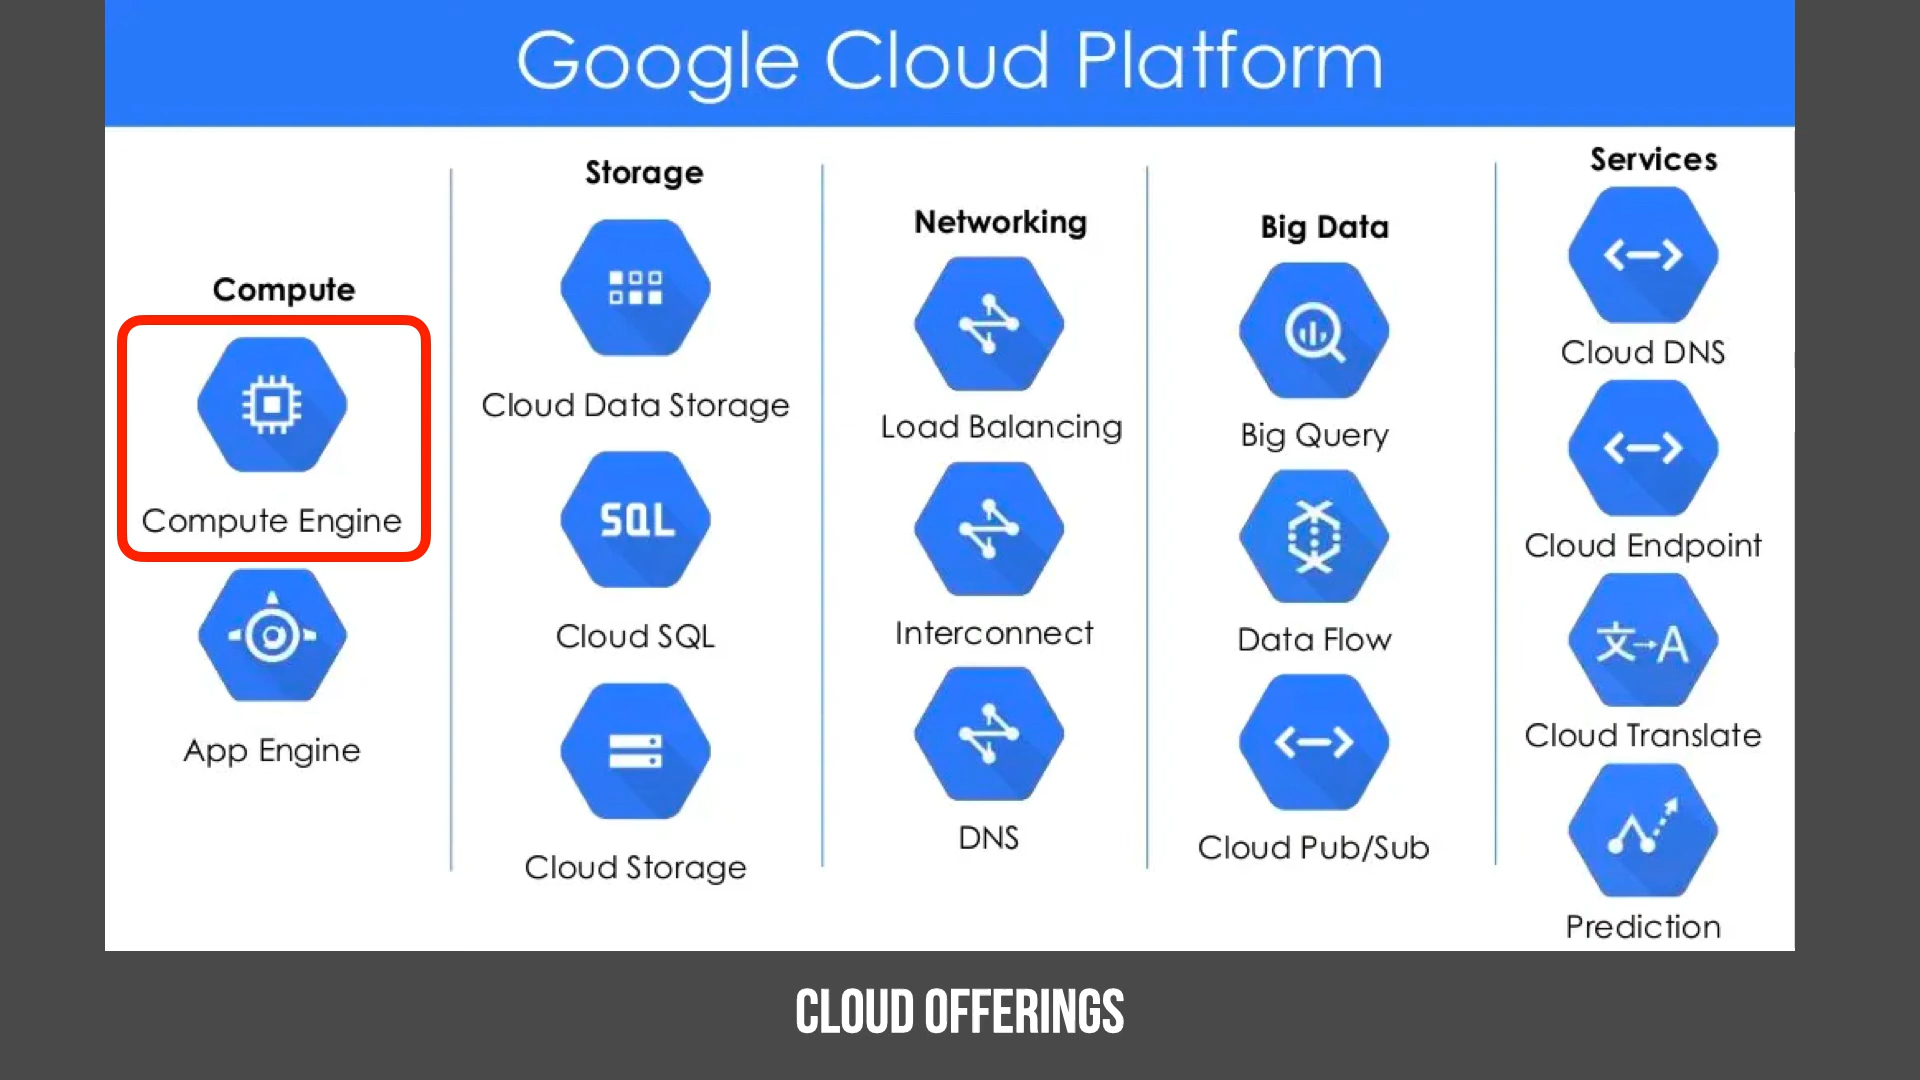 Google Cloud Platform
Compute
Compute Engine
App Engine
Storage
Cloud Data Storage
SQL
Cloud SQL
Cloud Storage
Networking
Load Balancing
Interconnect
DNS
Big Data
Big Query
Data Flow
Cloud Pub/Sub
Services
Cloud DNS
Cloud Endpoint
文→A
Cloud Translate
Prediction
CLOUD OFFERINGS